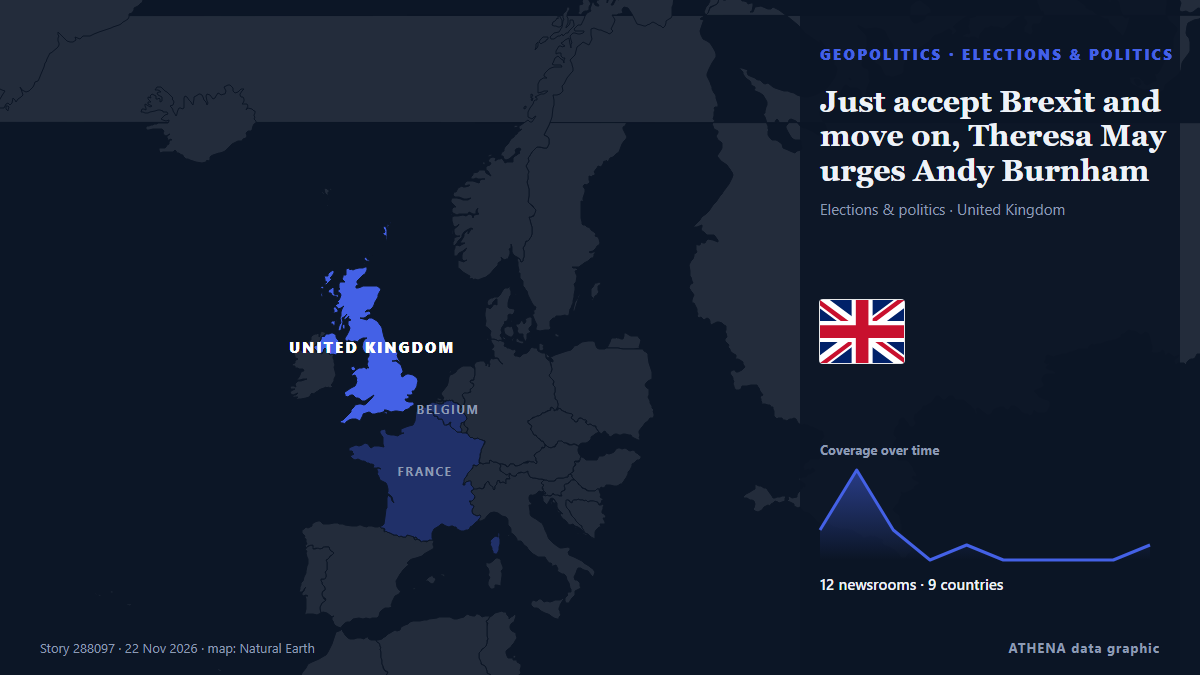 GEOPOLITICS · ELECTIONS & POLITICS
Just accept Brexit and
move on, Theresa May
urges Andy Burnham
Elections & politics · United Kingdom
UNITED KINGDOM
BELGIUM
FRANCE
Coverage over time
12 newsrooms · 9 countries
Story 288097 · 22 Nov 2026 · map: Natural Earth
ATHENA data graphic